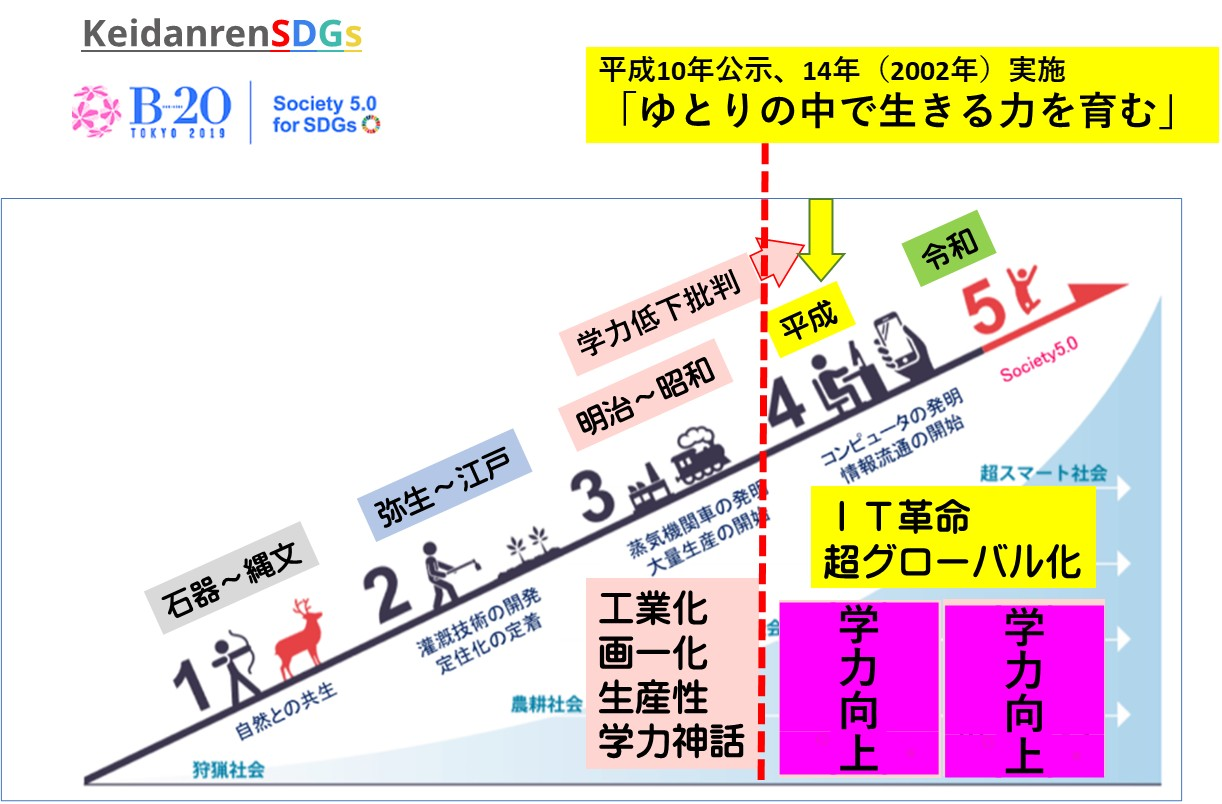 KeidanrenSDGs
B20
TOKYO 2019
Society 5.0
for SDGs
平成10年公示、14年（2002年）実施
「ゆとりの中で生きる力を育む」
令和
5
Society5.0
学力低下批判
平成
4
コンピュータの発明
情報流通の開始
明治～昭和
3
蒸気機関車の発明
大量生産の開始
弥生～江戸
2
灌漑技術の開発
定住化の定着
石器～縄文
1
自然との共生
狩猟社会
農耕社会
会
超スマート社会
工業化
画一化
生産性
学力神話
ＩＴ革命
超グローバル化
学力向上
学力向上